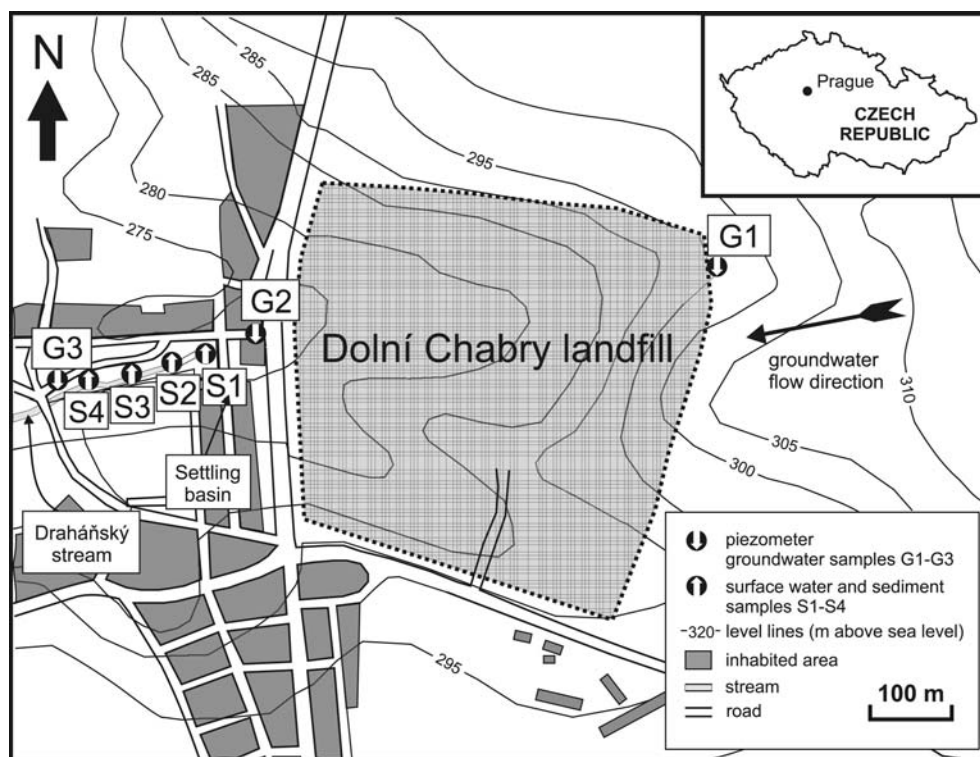 N
285
285
295
280
275
G1
G2
G3
S4
S3
S2
S1
Dolní Chabry landfill
groundwater
flow direction
310
305
300
295
Settling
basin
Draháňský
stream
Prague
CZECH
REPUBLIC
piezometer
groundwater samples G1-G3
surface water and sediment
samples S1-S4
-320- level lines (m above sea level)
inhabited area
stream
road
100 m